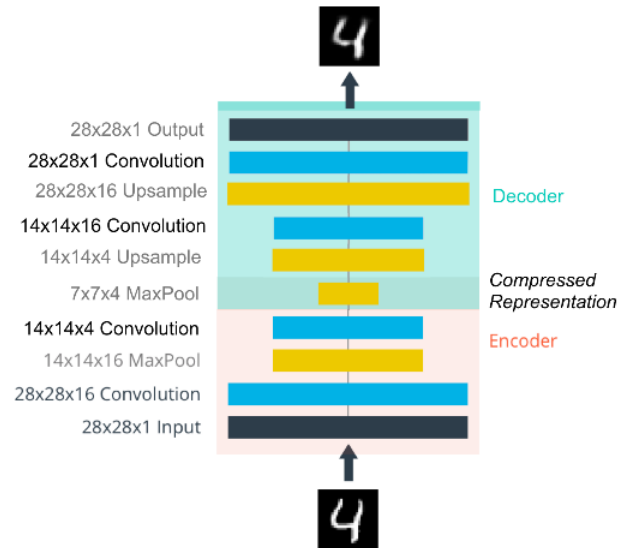 4
28x28x1 Output
28x28x1 Convolution
28x28x16 Upsample
Decoder
14x14x16 Convolution
14x14x4 Upsample
7x7x4 MaxPool
Compressed
Representation
14x14x4 Convolution
Encoder
14x14x16 MaxPool
28x28x16 Convolution
28x28x1 Input
4